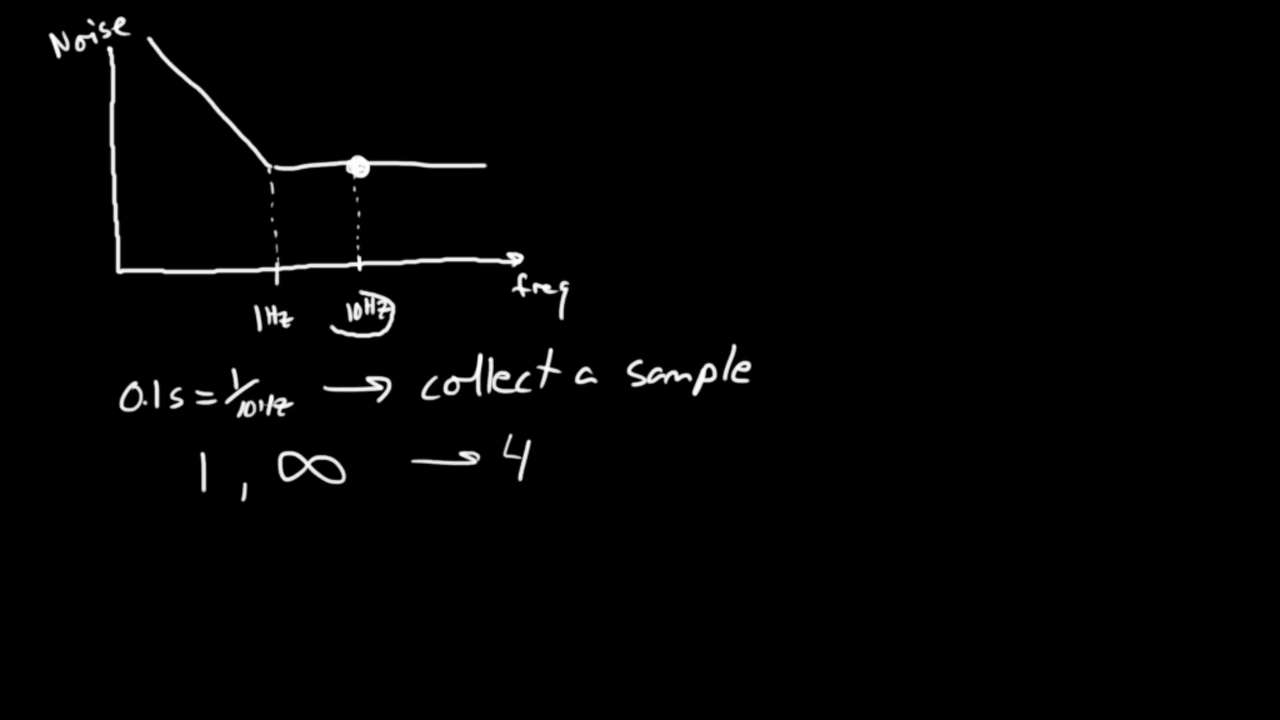 Noise
freq
1Hz 10Hz
0.1s = 1/10Hz → collect a sample
1, ∞ → 4